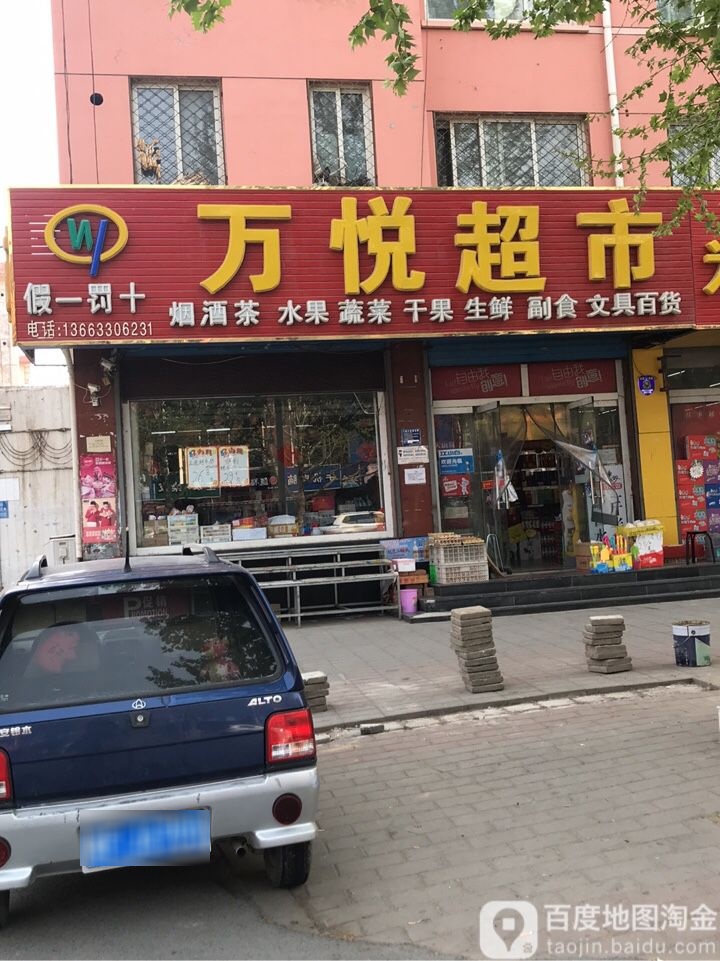 万悦超市
假一罚十
烟酒茶 水果 蔬菜 干果 生鲜 副食 文具百货
电话:13663306231
ALTO
百度地图淘金
taojin.baidu.com